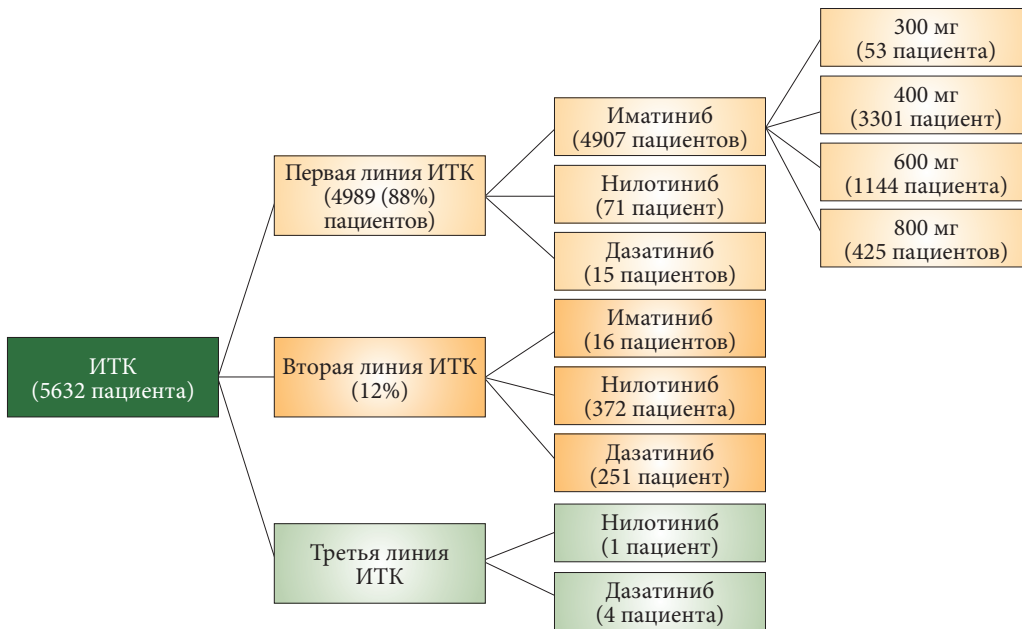 ИТК
(5632 пациента)
Первая линия ИТК
(4989 (88%)
пациентов)
Иматиниб
(4907 пациентов)
300 мг
(53 пациента)
400 мг
(3301 пациент)
600 мг
(1144 пациента)
800 мг
(425 пациентов)
Нилотиниб
(71 пациент)
Дазатиниб
(15 пациентов)
Вторая линия ИТК
(12%)
Иматиниб
(16 пациентов)
Нилотиниб
(372 пациента)
Дазатиниб
(251 пациент)
Третья линия
ИТК
Нилотиниб
(1 пациент)
Дазатиниб
(4 пациента)